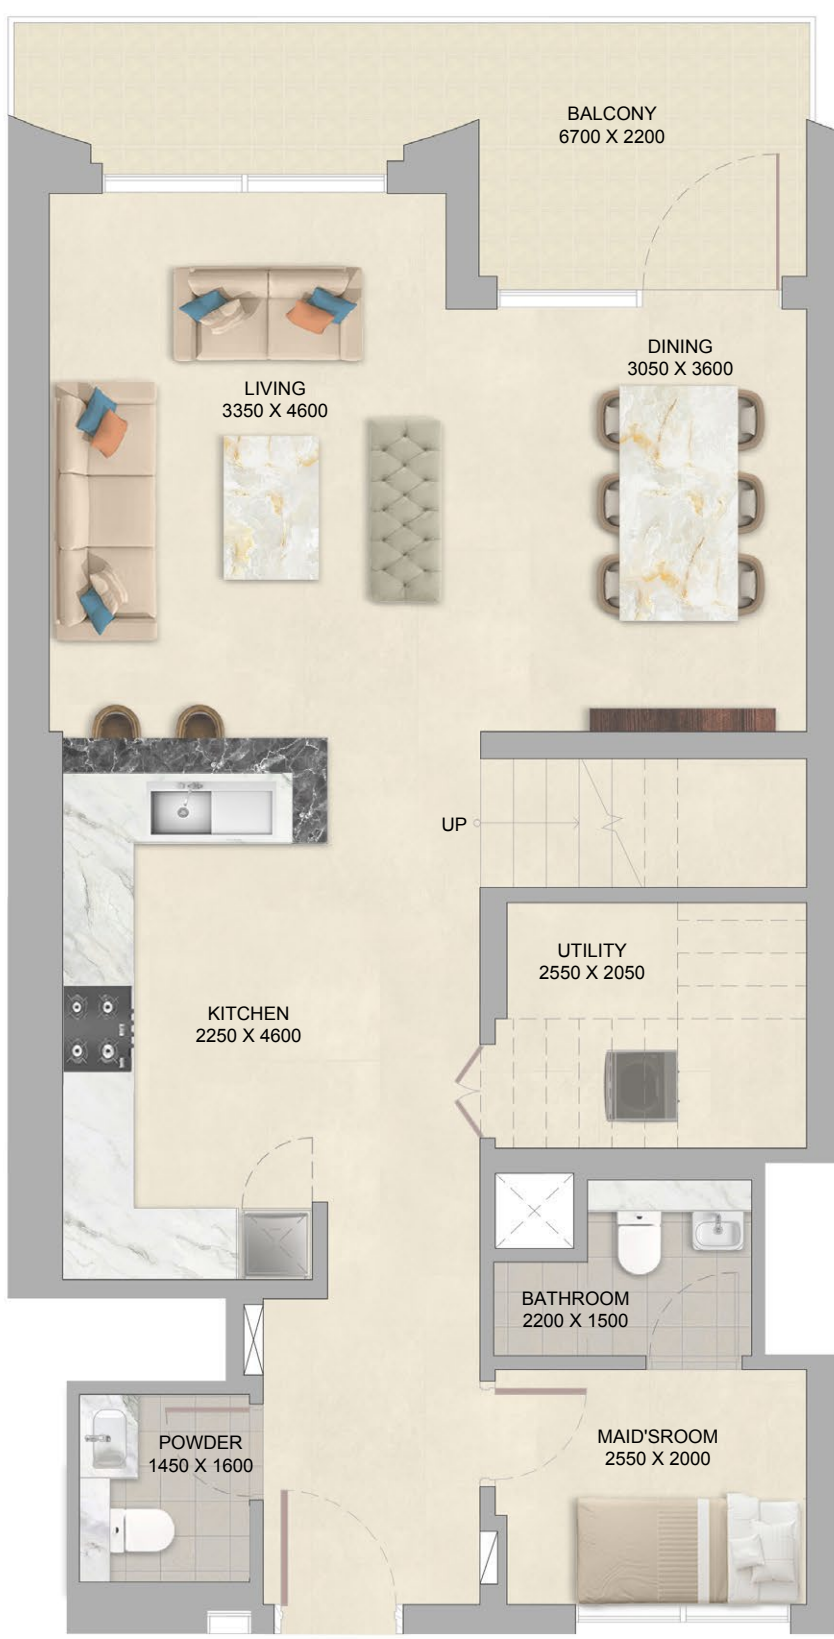 BALCONY
6700 X 2200
DINING
3050 X 3600
LIVING
3350 X 4600
UP
UTILITY
2550 X 2050
KITCHEN
2250 X 4600
BATHROOM
2200 X 1500
MAID'SROOM
2550 X 2000
POWDER
1450 X 1600